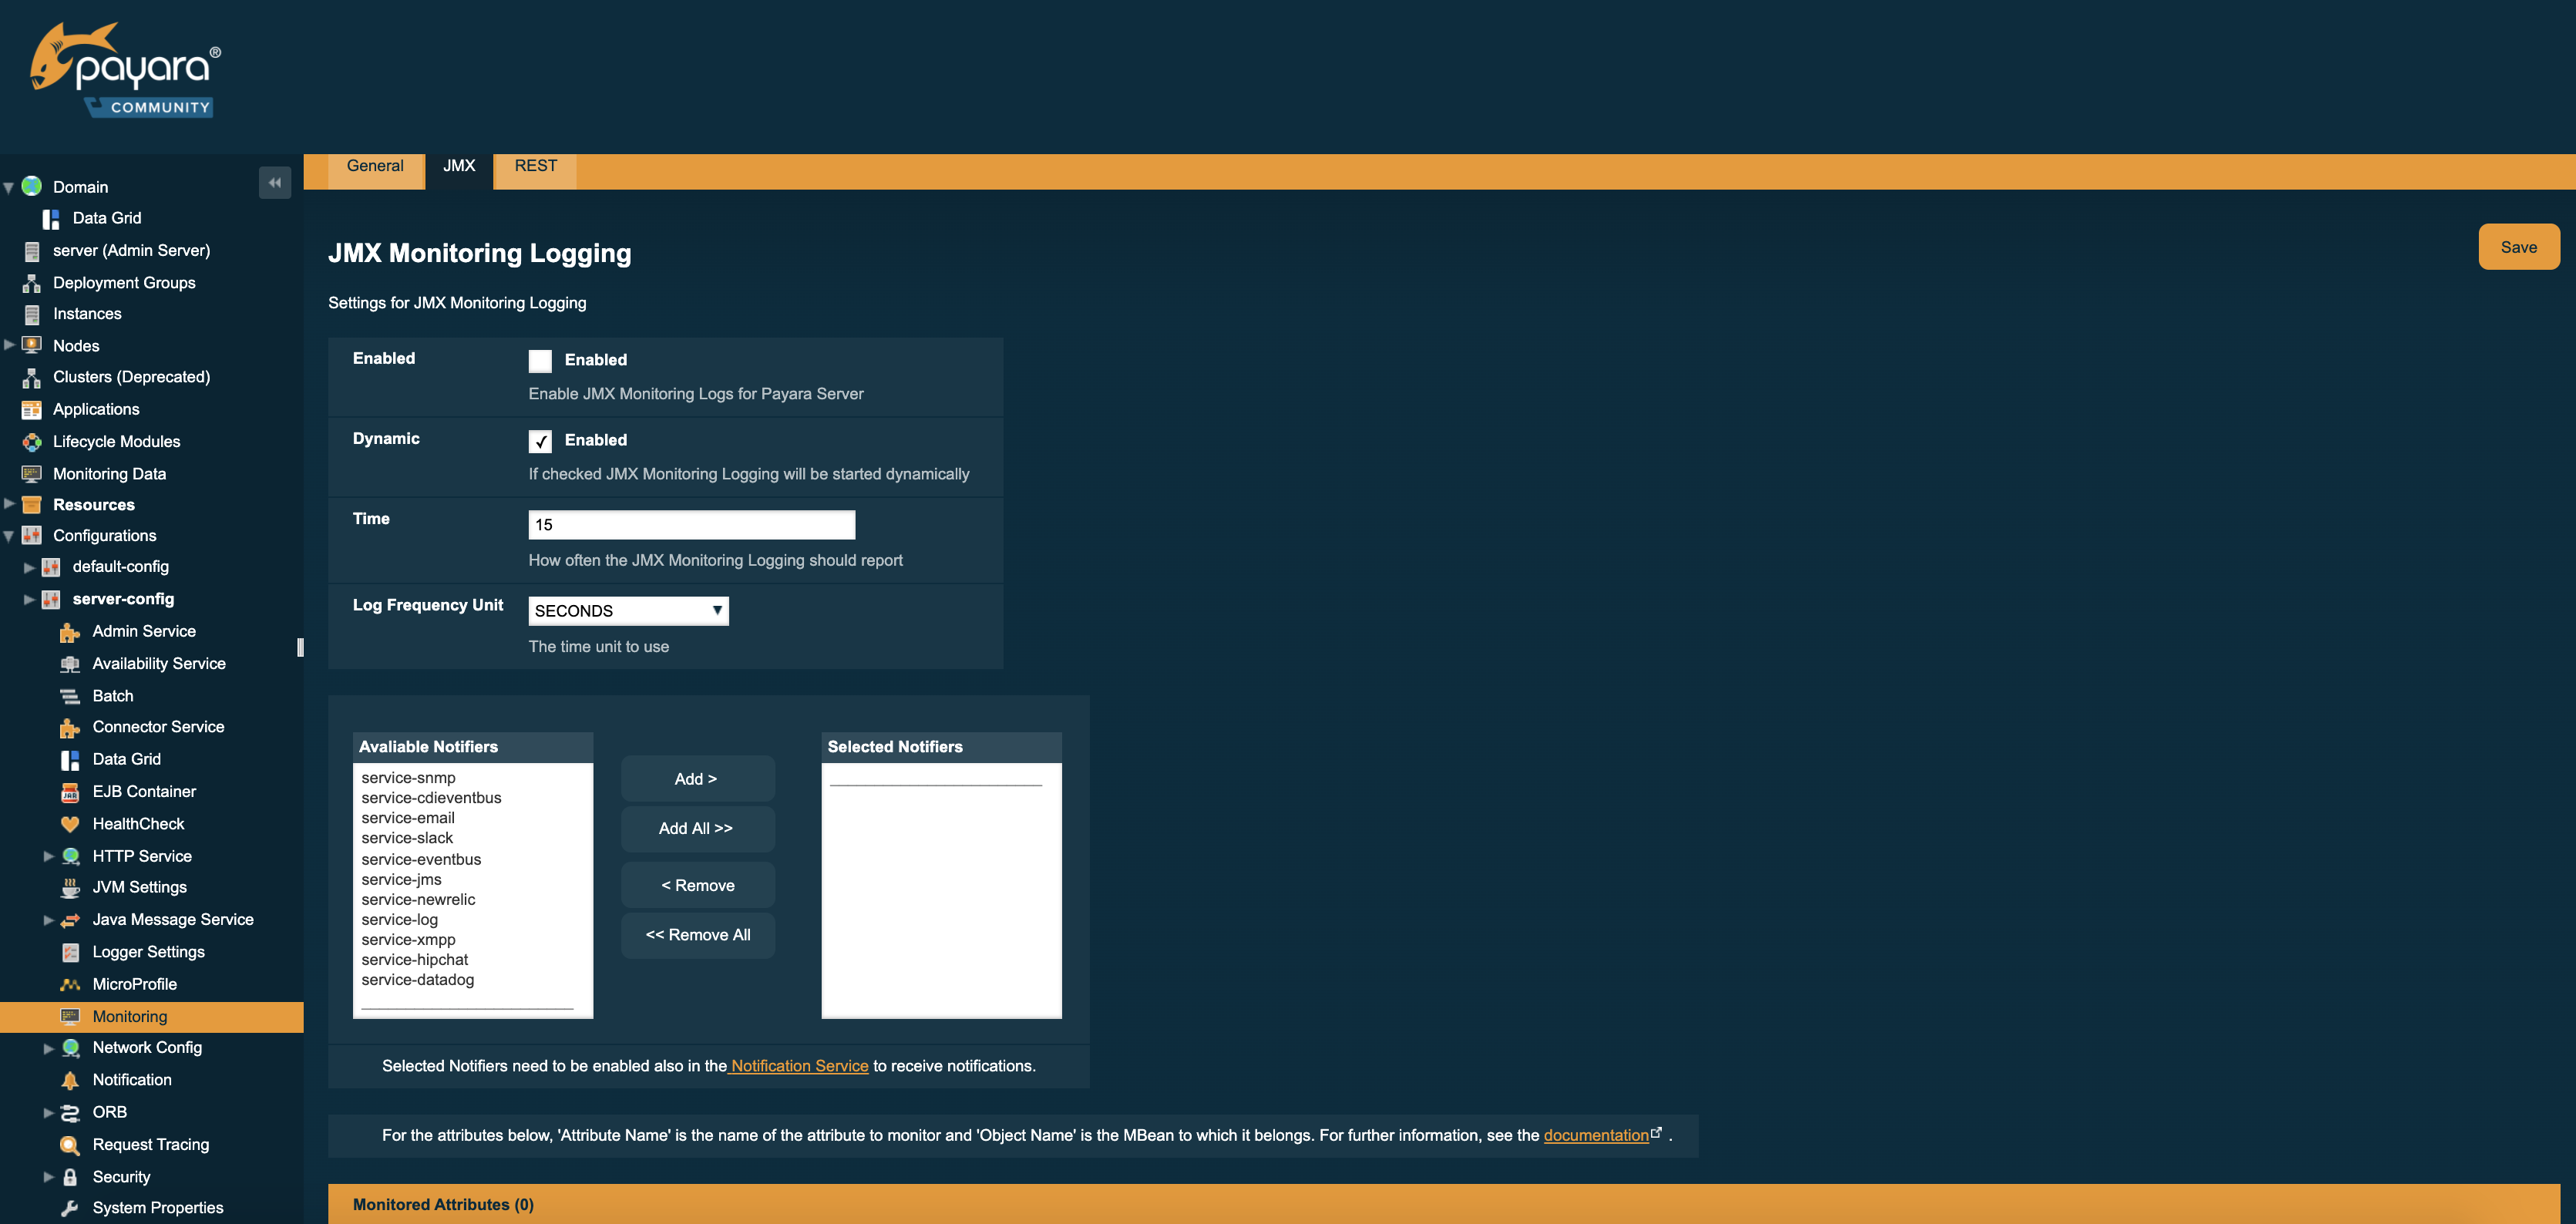 payara®
COMMUNITY
Domain
Data Grid
server (Admin Server)
Deployment Groups
Instances
Nodes
Clusters (Deprecated)
Applications
Lifecycle Modules
Monitoring Data
Resources
Configurations
default-config
server-config
Admin Service
Availability Service
Batch
Connector Service
Data Grid
EJB Container
HealthCheck
HTTP Service
JVM Settings
Java Message Service
Logger Settings
MicroProfile
Monitoring
Network Config
Notification
ORB
Request Tracing
Security
System Properties
General JMX REST
JMX Monitoring Logging
Save
Settings for JMX Monitoring Logging
Enabled Enabled
Enable JMX Monitoring Logs for Payara Server
Dynamic Enabled
If checked JMX Monitoring Logging will be started dynamically
Time 15
How often the JMX Monitoring Logging should report
Log Frequency Unit SECONDS
The time unit to use
Avaliable Notifiers
service-snmp
service-cdieventbus
service-email
service-slack
service-eventbus
service-jms
service-newrelic
service-log
service-xmpp
service-hipchat
service-datadog
Add >
Add All >>
< Remove
<< Remove All
Selected Notifiers
Selected Notifiers need to be enabled also in the Notification Service to receive notifications.
For the attributes below, 'Attribute Name' is the name of the attribute to monitor and 'Object Name' is the MBean to which it belongs. For further information, see the documentation .
Monitored Attributes (0)